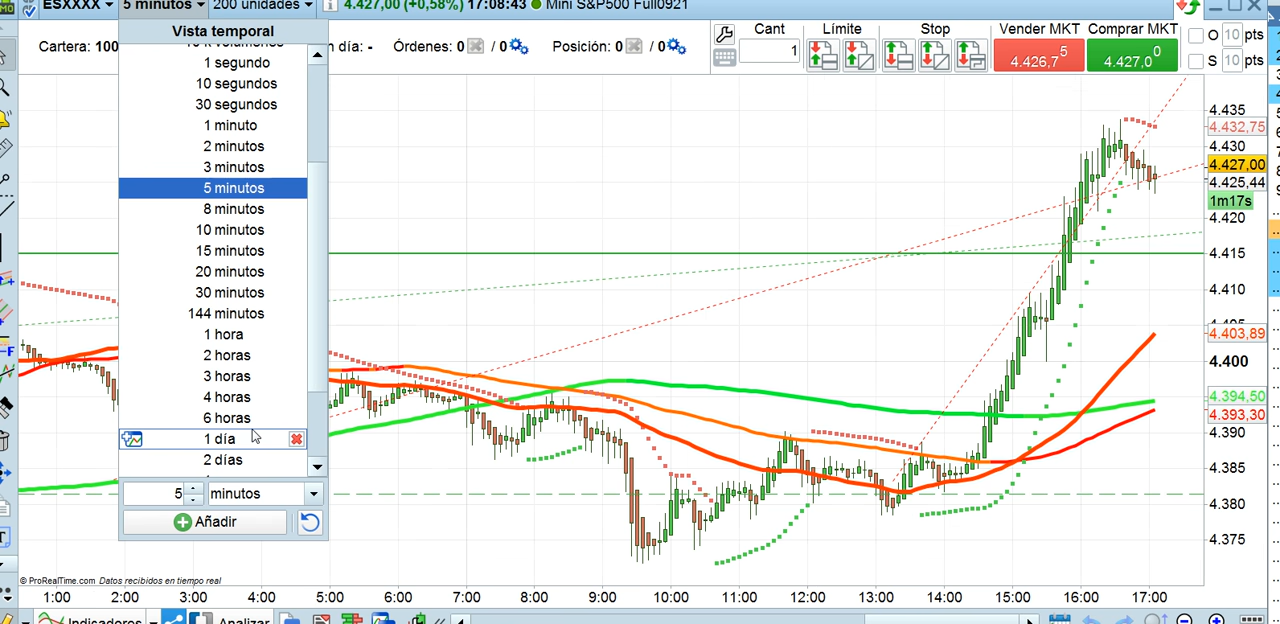 ESXXXX 5 minutos 200 unidades 4.427,00 (+0,58%) 17:08:43 Mini S&P500 Full0921
Vista temporal
1 segundo
10 segundos
30 segundos
1 minuto
2 minutos
3 minutos
5 minutos
8 minutos
10 minutos
15 minutos
20 minutos
30 minutos
144 minutos
1 hora
2 horas
3 horas
4 horas
6 horas
1 día
2 días
5 minutos
Añadir
Cartera: 100 n día: - Órdenes: 0 / 0 Posición: 0 / 0
Cant Límite Stop Vender MKT Comprar MKT
1 4.426,7 5 4.427,0 0
O 10 pts
S 10 pts
4.435
4.432,75
4.430
4.427,00
4.425,44
1m17s
4.420
4.415
4.410
4.405
4.403,89
4.400
4.394,50
4.393,30
4.390
4.385
4.380
4.375
© ProRealTime.com Datos recibidos en tiempo real
1:00 2:00 3:00 4:00 5:00 6:00 7:00 8:00 9:00 10:00 11:00 12:00 13:00 14:00 15:00 16:00 17:00
Indicadores Analizar